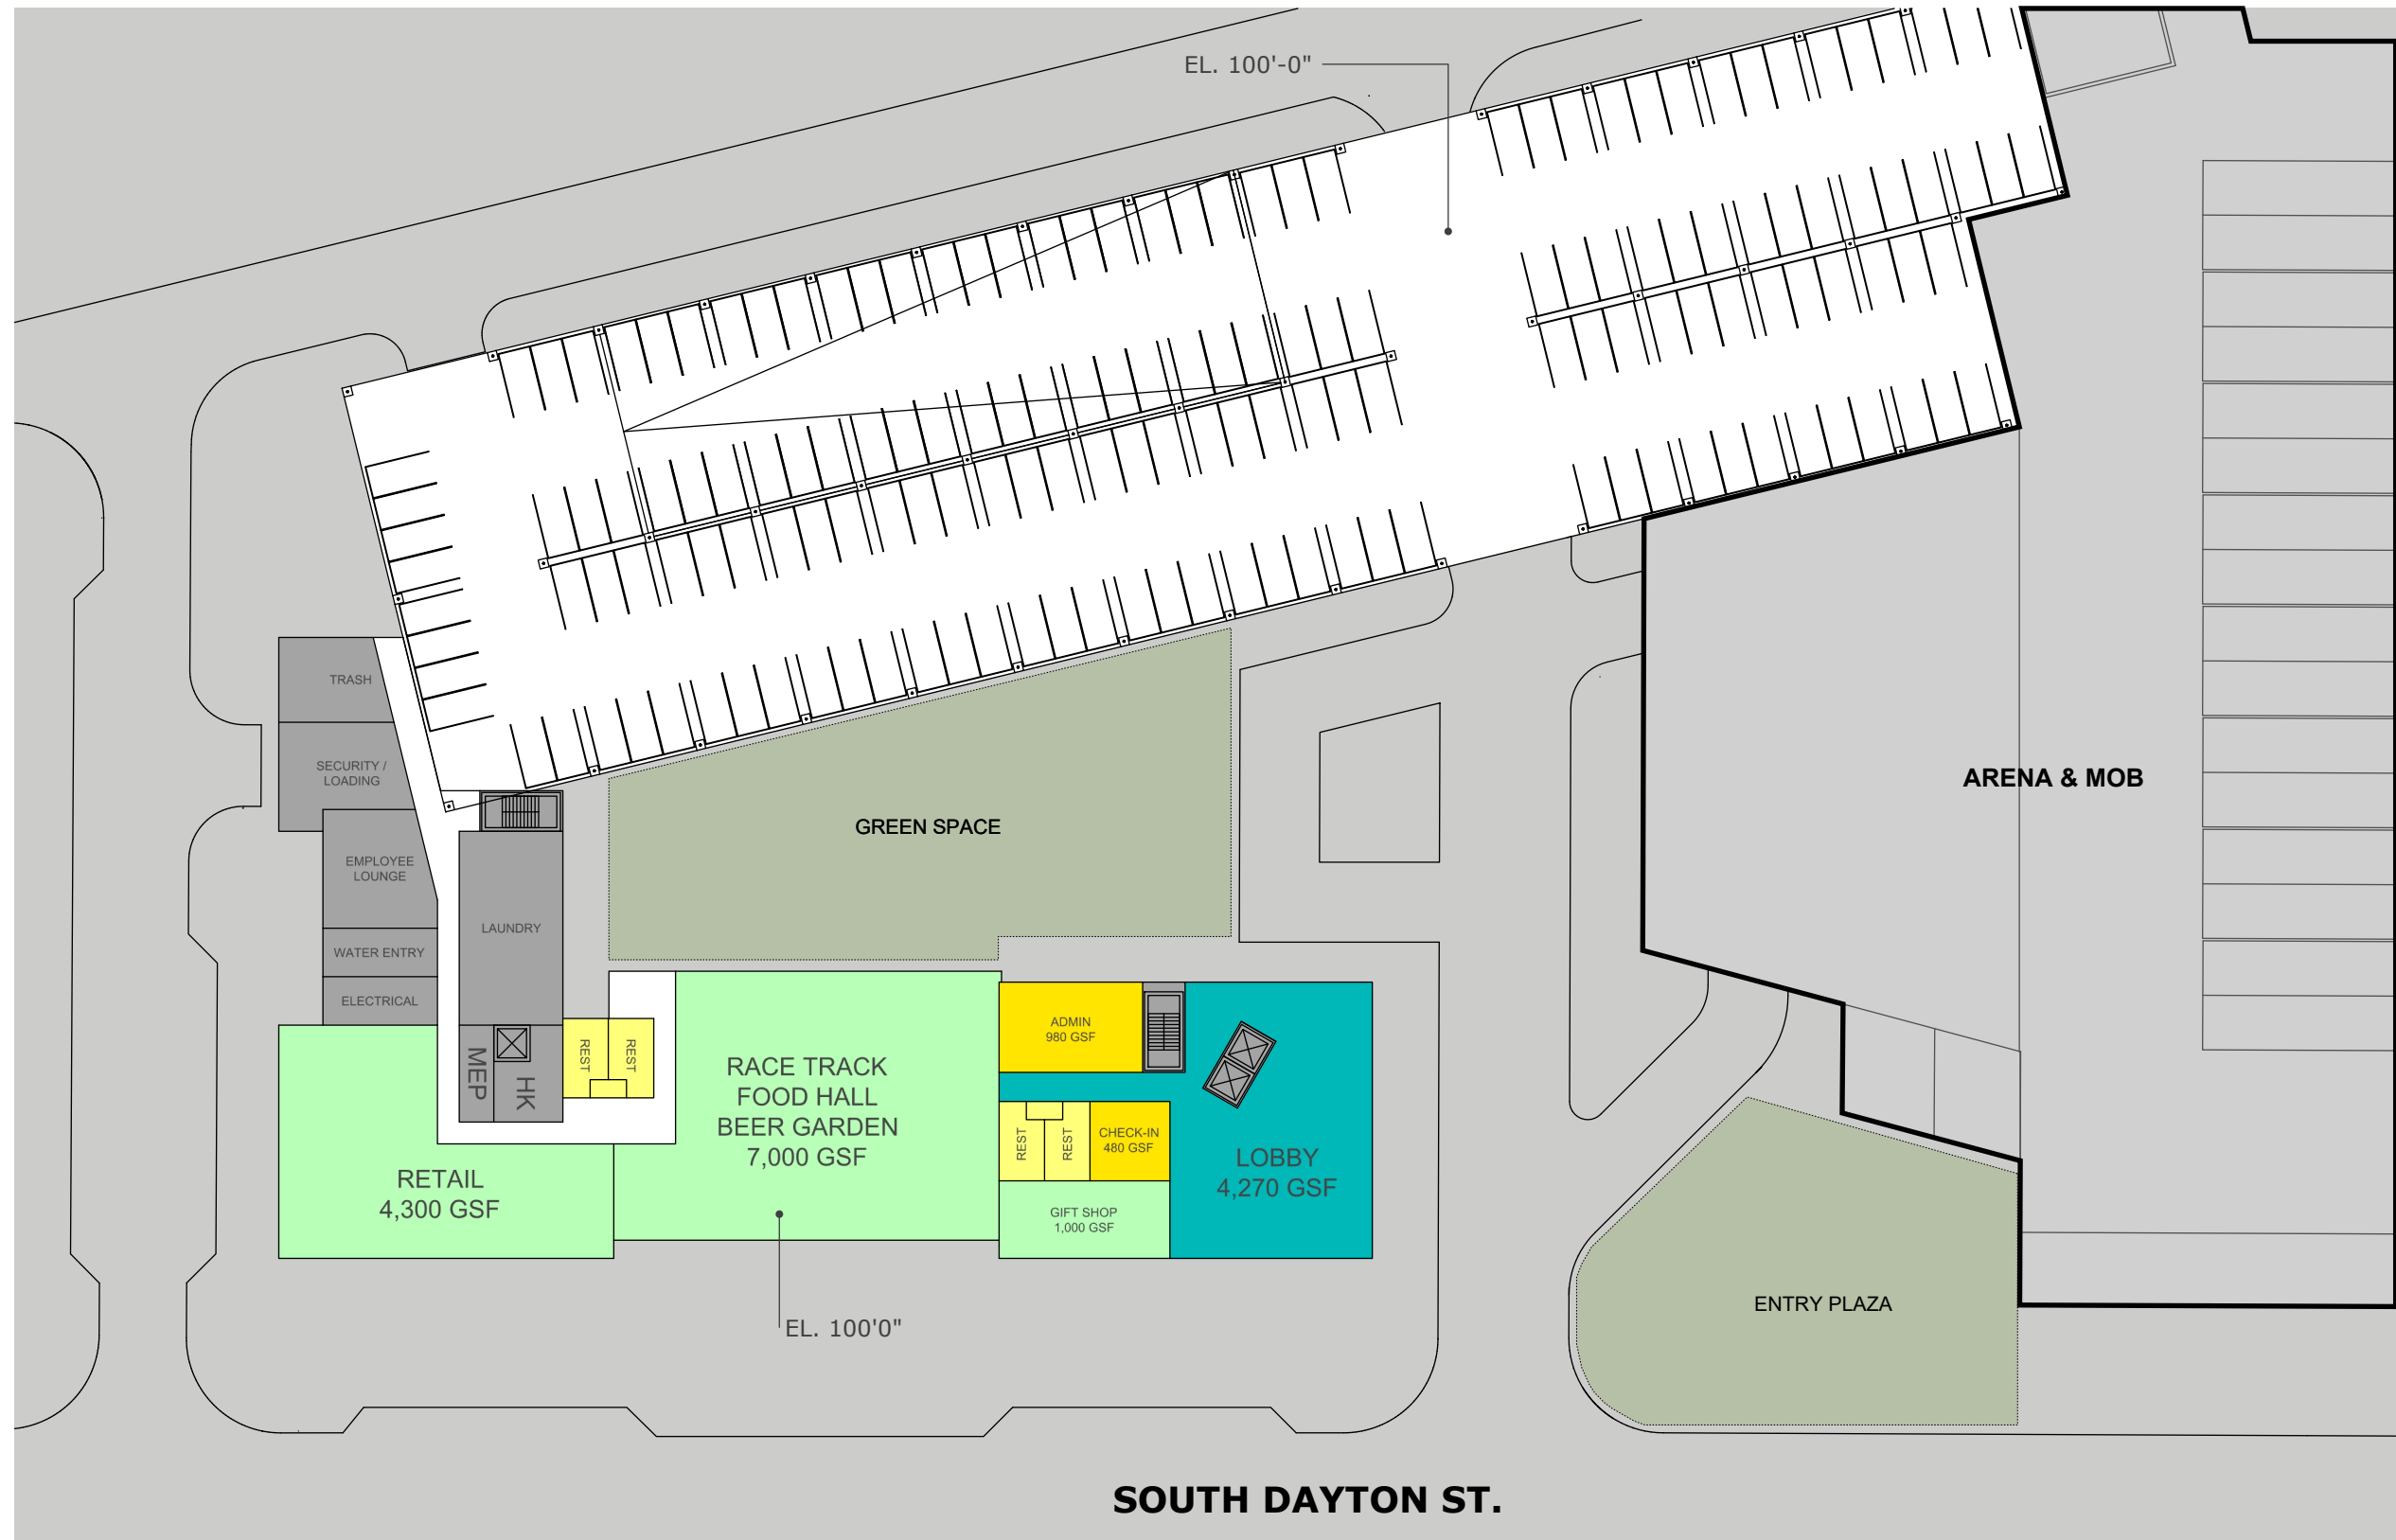 EL. 100'-0"
TRASH
SECURITY /
LOADING
EMPLOYEE
LOUNGE
WATER ENTRY
ELECTRICAL
LAUNDRY
MEP
HK
REST
REST
GREEN SPACE
ARENA & MOB
RACE TRACK
FOOD HALL
BEER GARDEN
7,000 GSF
ADMIN
980 GSF
REST
REST
CHECK-IN
480 GSF
LOBBY
4,270 GSF
RETAIL
4,300 GSF
GIFT SHOP
1,000 GSF
EL. 100'0"
ENTRY PLAZA
SOUTH DAYTON ST.